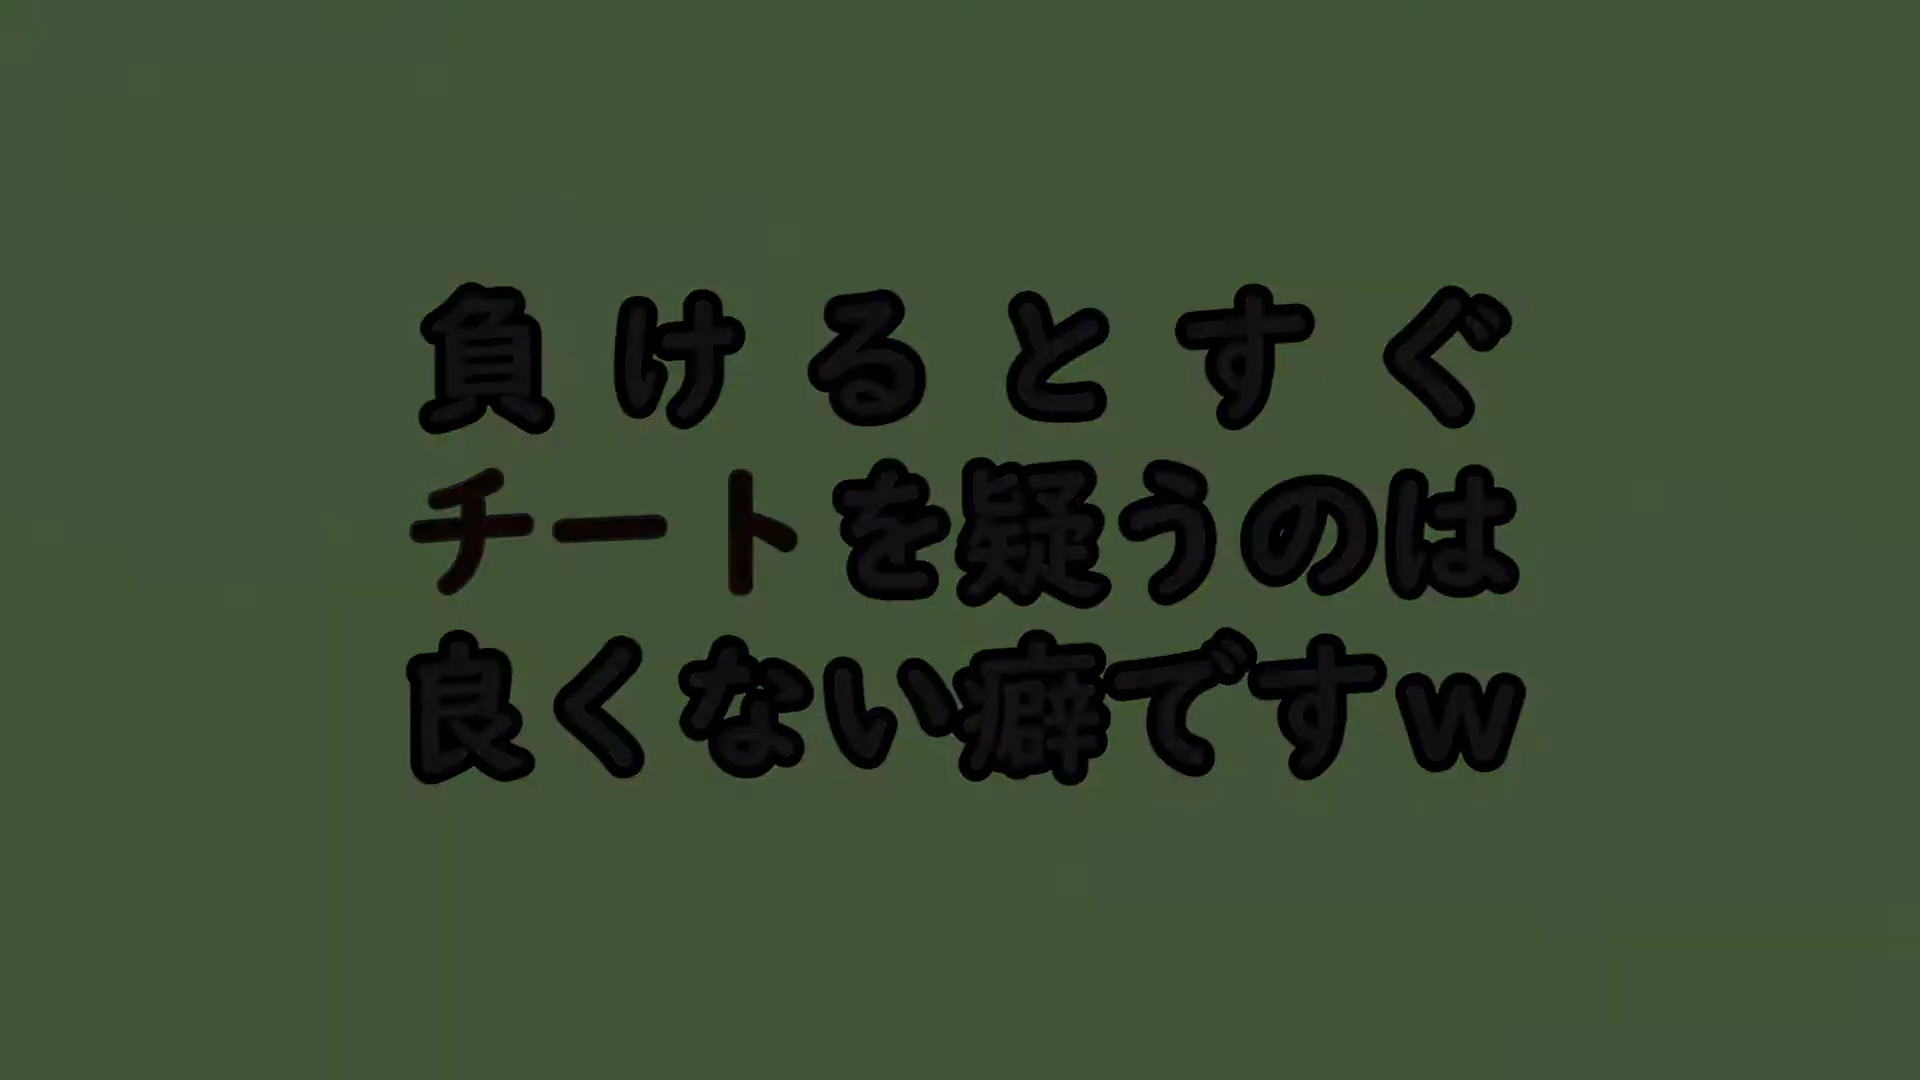 負けるとすぐ
チートを疑うのは
良くない癖ですw